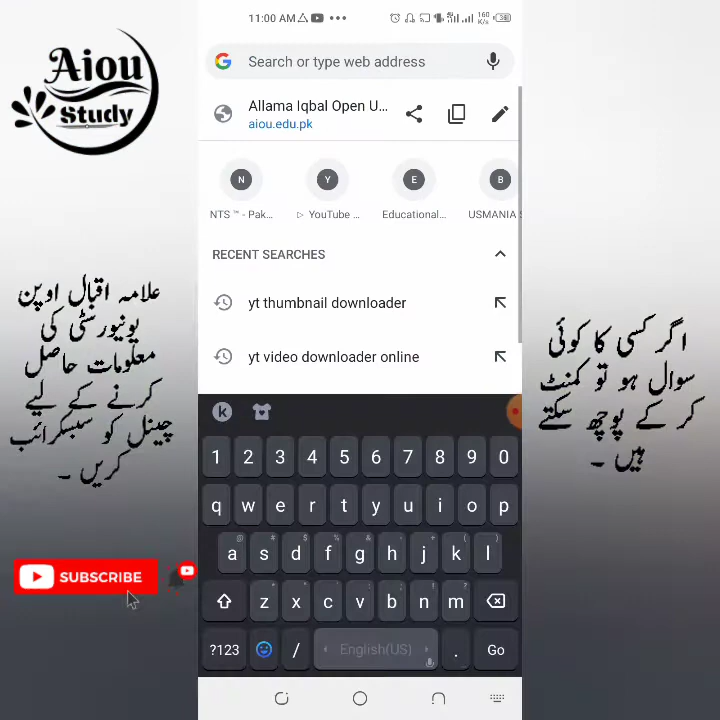 11:00 AM
160
K/s
38
Search or type web address
Allama Iqbal Open U...
aiou.edu.pk
N
Y
E
B
NTS ™ - Pak...
YouTube ...
Educational...
USMANIA
RECENT SEARCHES
yt thumbnail downloader
yt video downloader online
k
1 2 3 4 5 6 7 8 9 0
q w e r t y u i o p
@ # $ & - + ( )
a s d f g h j k l
* " ' : ; ! ?
z x c v b n m
?123
/
English(US)
.
Go
Aiou
Study
علامہ اقبال اوپن
یونیورسٹی کی
معلومات حاصل
کرنے کے لیے
چینل کو سبسکرائب
کریں ۔
SUBSCRIBE
اگر کسی کا کوئی
سوال ہو تو کمنٹ
کر کے پوچھ سکتے
ہیں ۔